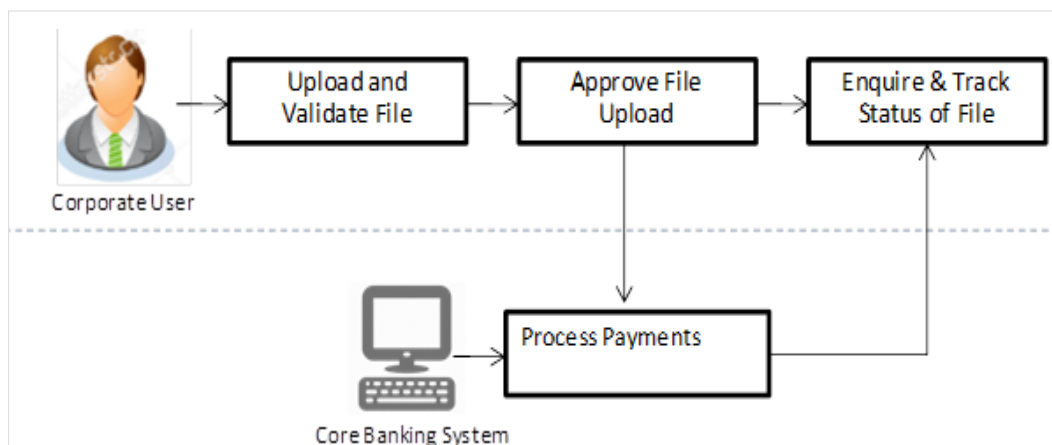 Upload and
Validate File
Approve File
Upload
Enquire & Track
Status of File
Corporate User
Process Payments
Core Banking System